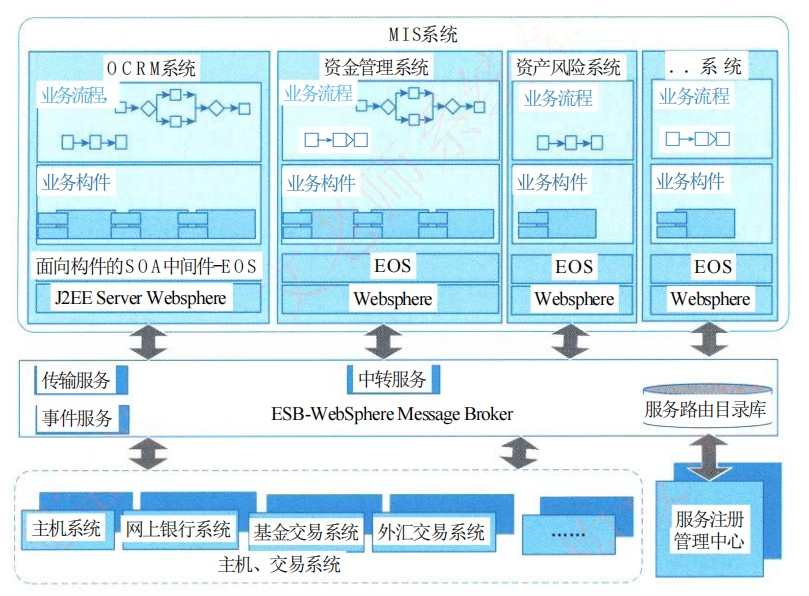 MIS系统
OCRM系统
资金管理系统
资产风险系统
..系统
业务流程,
业务流程
业务流程
业务流程
业务构件
业务构件
业务构件
业务构件
面向构件的SOA中间件-EOS
EOS
EOS
EOS
J2EE Server Websphere
Websphere
Websphere
Websphere
传输服务
中转服务
事件服务
ESB-WebSphere Message Broker
服务路由目录库
主机系统
网上银行系统
基金交易系统
外汇交易系统
······
主机、交易系统
服务注册
管理中心